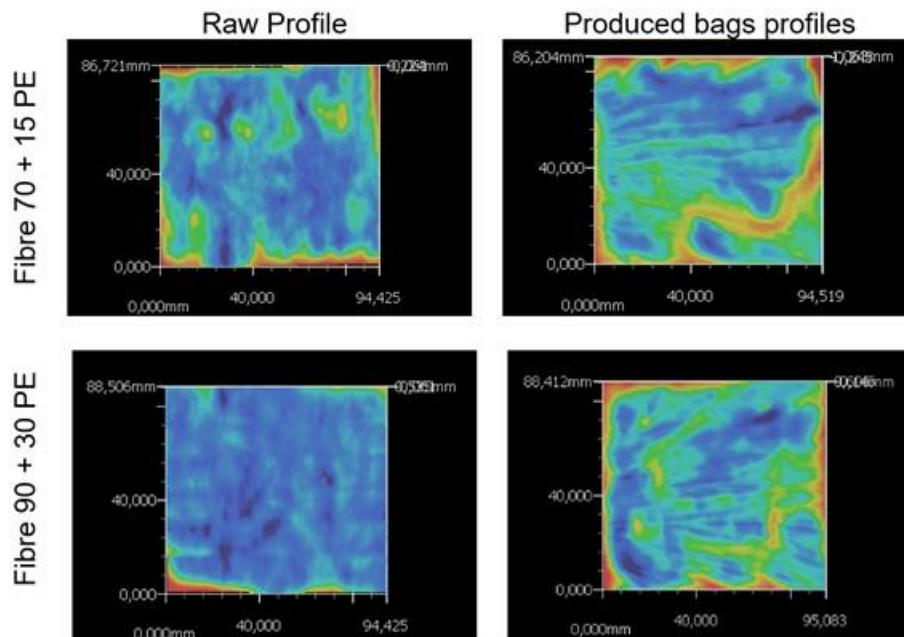 Raw Profile
Produced bags profiles
Fibre 70 + 15 PE
86,721mm
40,000
0,000
0,000mm
40,000
94,425
86,204mm
40,000
0,000
0,000mm
40,000
94,519
Fibre 90 + 30 PE
88,506mm
40,000
0,000
0,000mm
40,000
94,425
88,412mm
40,000
0,000
0,000mm
40,000
95,083